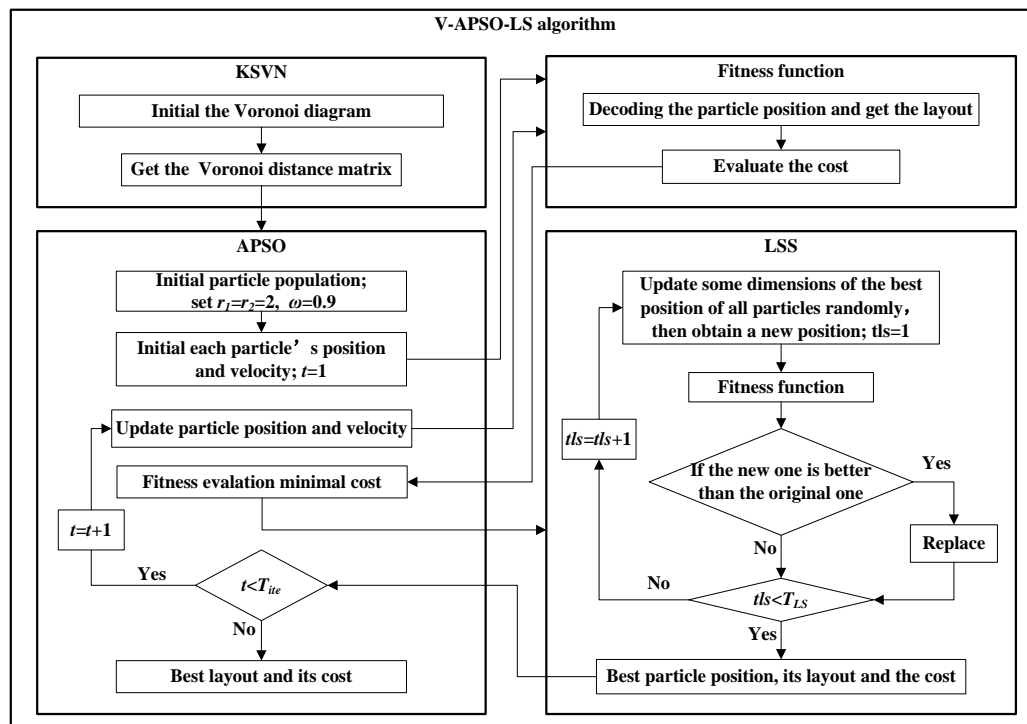 V-APSO-LS algorithm
KSVN
Initial the Voronoi diagram
Get the Voronoi distance matrix
Fitness function
Decoding the particle position and get the layout
Evaluate the cost
APSO
Initial particle population;
set r₁=r₂=2, ω=0.9
Initial each particle’s position
and velocity; t=1
Update particle position and velocity
Fitness evalation minimal cost
t=t+1
Yes
t<T_ite
No
Best layout and its cost
LSS
Update some dimensions of the best
position of all particles randomly,
then obtain a new position; tls=1
Fitness function
tls=tls+1
If the new one is better
than the original one
Yes
Replace
No
No
tls<T_LS
Yes
Best particle position, its layout and the cost